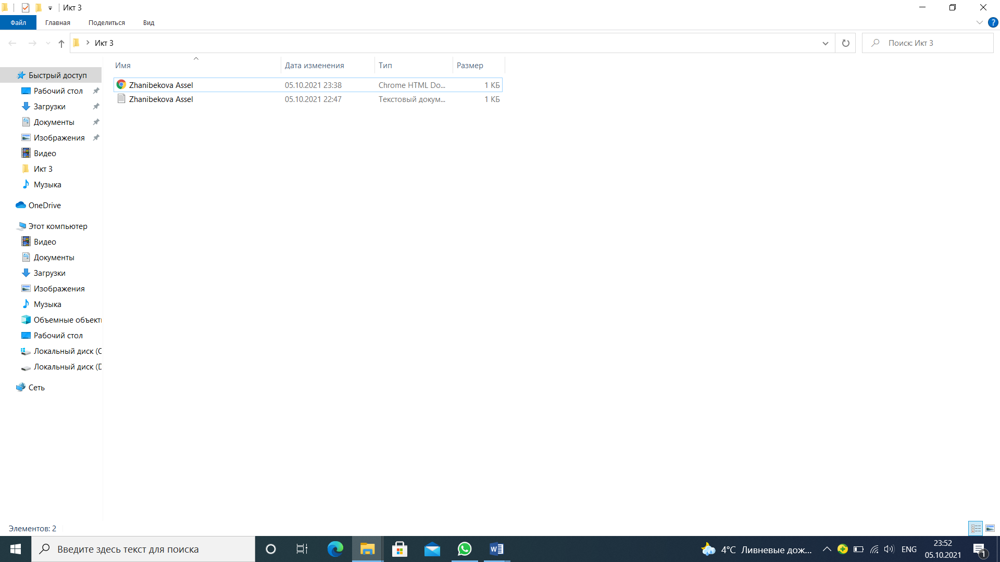 Икт 3
Файл Главная Поделиться Вид
Икт 3
Поиск: Икт 3
Имя Дата изменения Тип Размер
Zhanibekova Assel 05.10.2021 23:38 Chrome HTML Do... 1 КБ
Zhanibekova Assel 05.10.2021 22:47 Текстовый докум... 1 КБ
Быстрый доступ
Рабочий стол
Загрузки
Документы
Изображения
Видео
Икт 3
Музыка
OneDrive
Этот компьютер
Видео
Документы
Загрузки
Изображения
Музыка
Объемные объект
Рабочий стол
Локальный диск (C
Локальный диск (D
Сеть
Элементов: 2
Введите здесь текст для поиска
4°C Ливневые дож...
ENG
23:52
05.10.2021
1